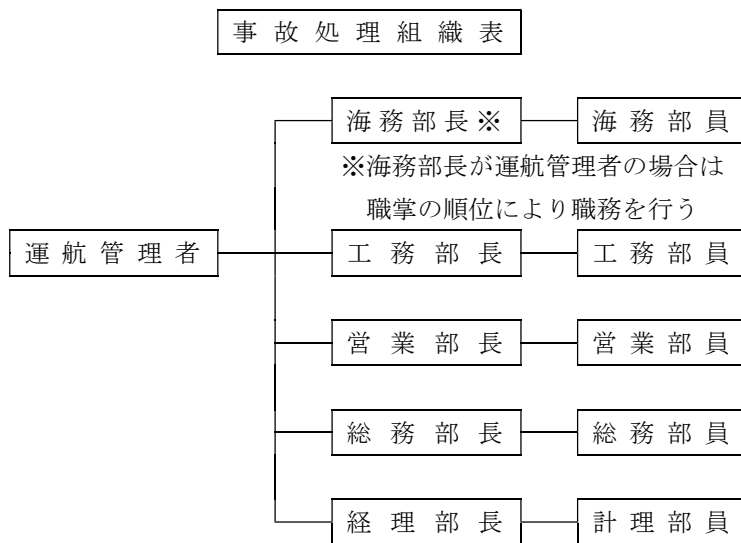 事故処理組織表
海務部長※ 海務部員
※海務部長が運航管理者の場合は
職掌の順位により職務を行う
運航管理者 工務部長 工務部員
営業部長 営業部員
総務部長 総務部員
経理部長 計理部員